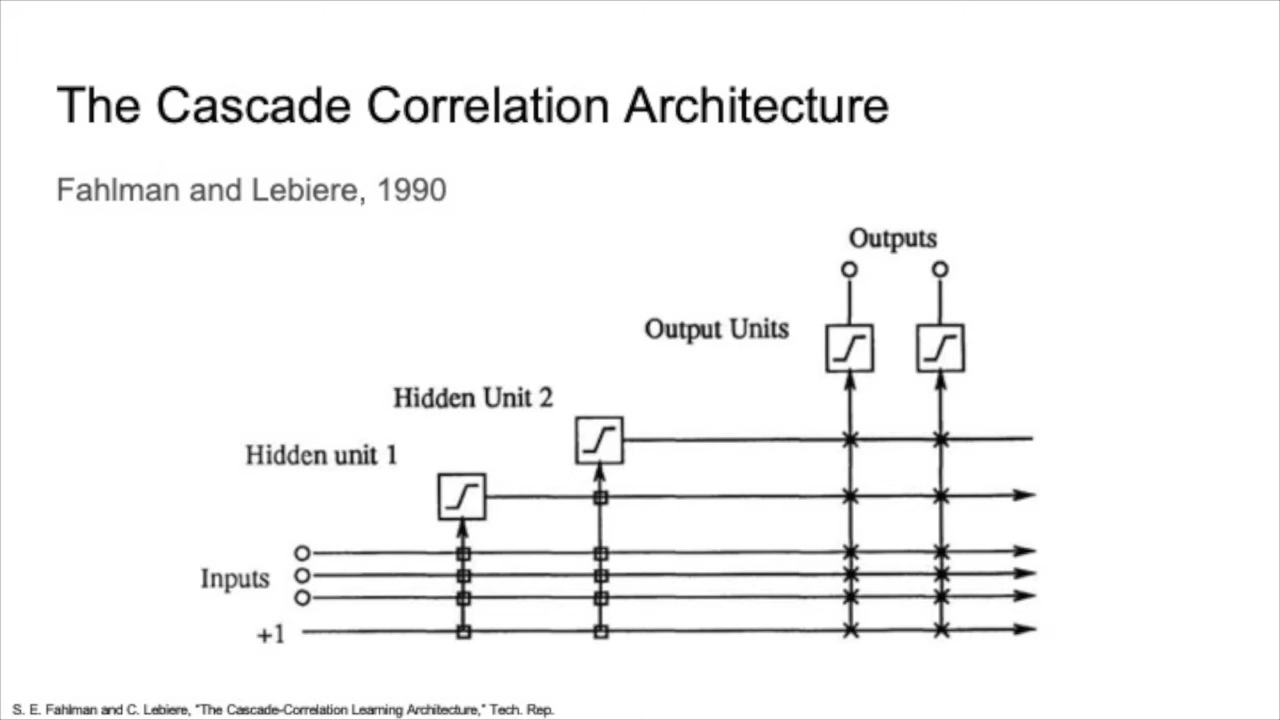 The Cascade Correlation Architecture
Fahlman and Lebiere, 1990
Outputs
Output Units
Hidden Unit 2
Hidden unit 1
Inputs
+1
S. E. Fahlman and C. Lebiere, "The Cascade-Correlation Learning Architecture," Tech. Rep.